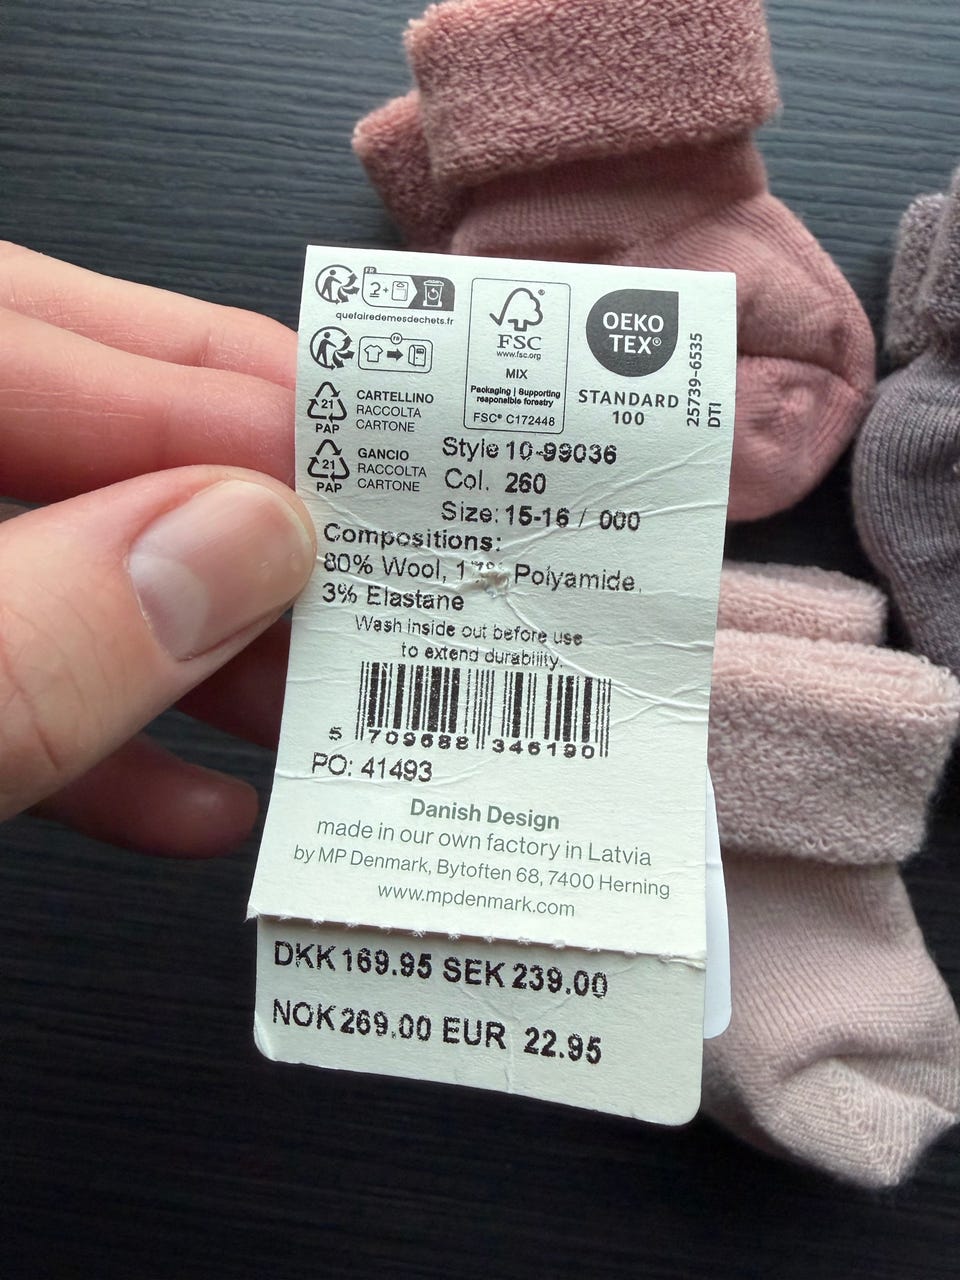 FR
2+
quefairedemesdechets.fr
FR
21
PAP
CARTELLINO
RACCOLTA
CARTONE
21
PAP
GANCIO
RACCOLTA
CARTONE
FSC®
www.fsc.org
MIX
Packaging | Supporting
responsible forestry
FSC® C172448
OEKO
TEX®
STANDARD
100
25739-6535
DTI
Style 10-99036
Col. 260
Size: 15-16 / 000
Compositions:
80% Wool, 17% Polyamide,
3% Elastane
Wash inside out before use
to extend durability.
5 709688 346190
PO: 41493
Danish Design
made in our own factory in Latvia
by MP Denmark, Bytoften 68, 7400 Herning
www.mpdenmark.com
DKK 169.95 SEK 239.00
NOK 269.00 EUR 22.95